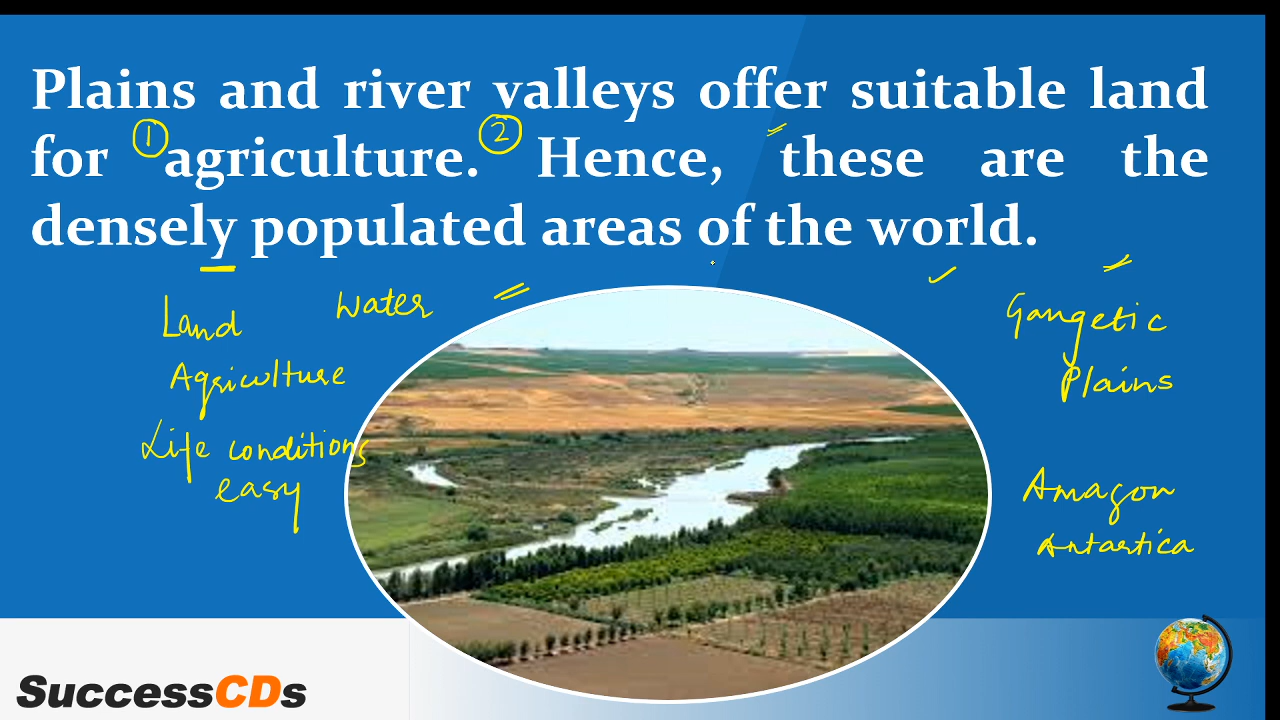 Plains and river valleys offer suitable land
for ① agriculture. ② Hence, these are the
densely populated areas of the world.
Land
Water
Agriculture
Life conditions
easy
Gangetic
Plains
Amazon
Antartica
SuccessCDs